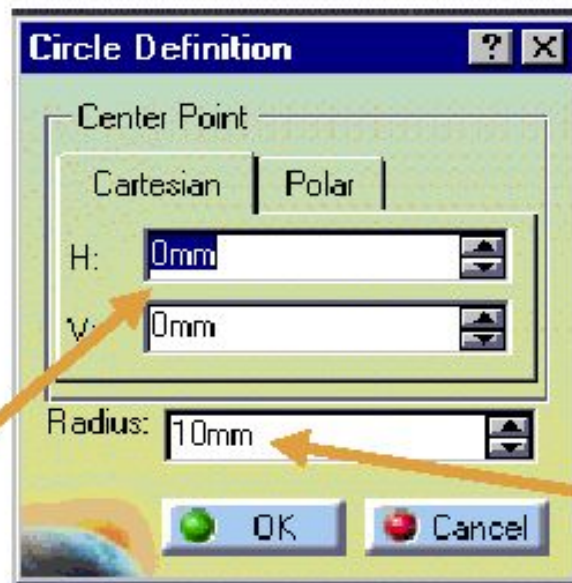 Circle Definition ? X
Center Point
Cartesian Polar
H: 0mm
V: 0mm
Radius: 10mm
OK Cancel